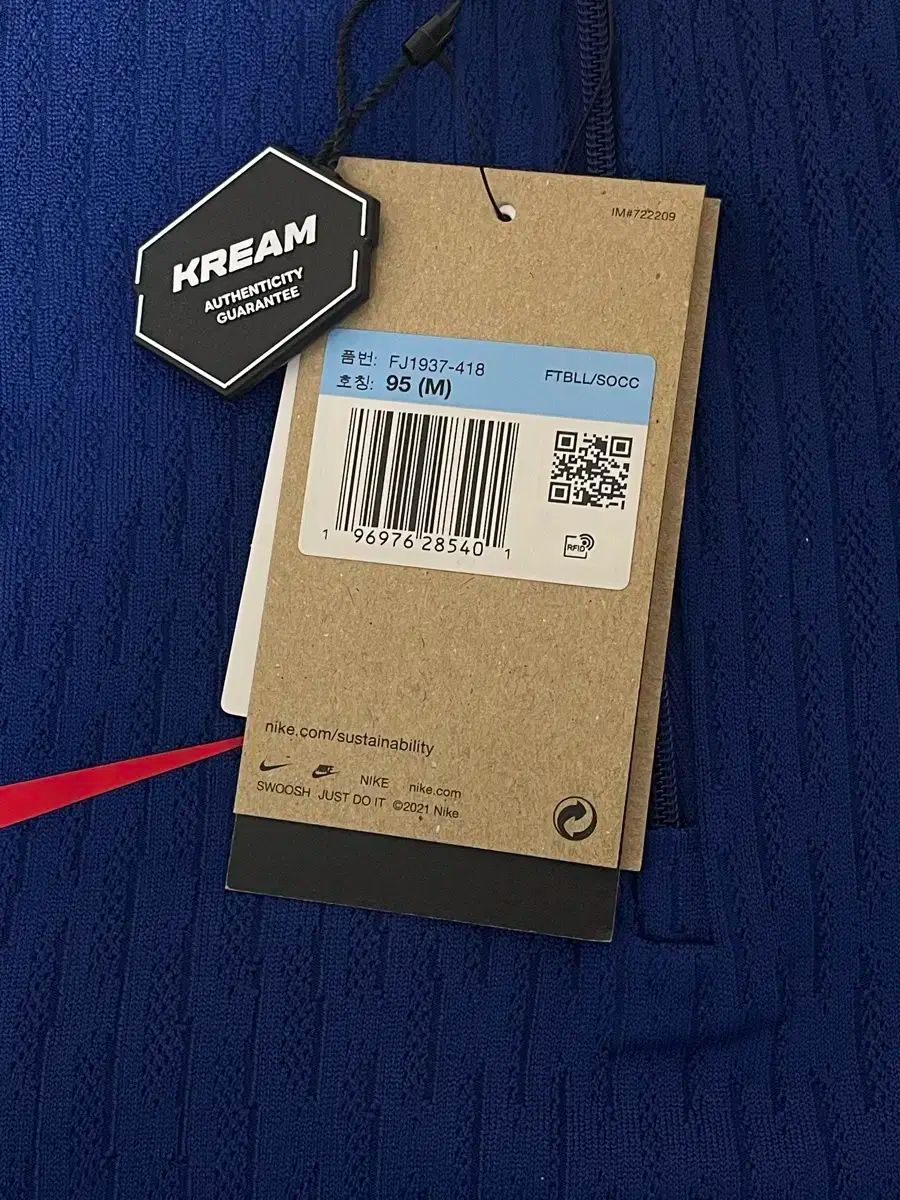 KREAM
AUTHENTICITY
GUARANTEE
IM#722209
품번: FJ1937-418
호칭: 95 (M)
FTBLL/SOCC
1 96976 28540 1
RFID
nike.com/sustainability
NIKE nike.com
SWOOSH JUST DO IT ©2021 Nike